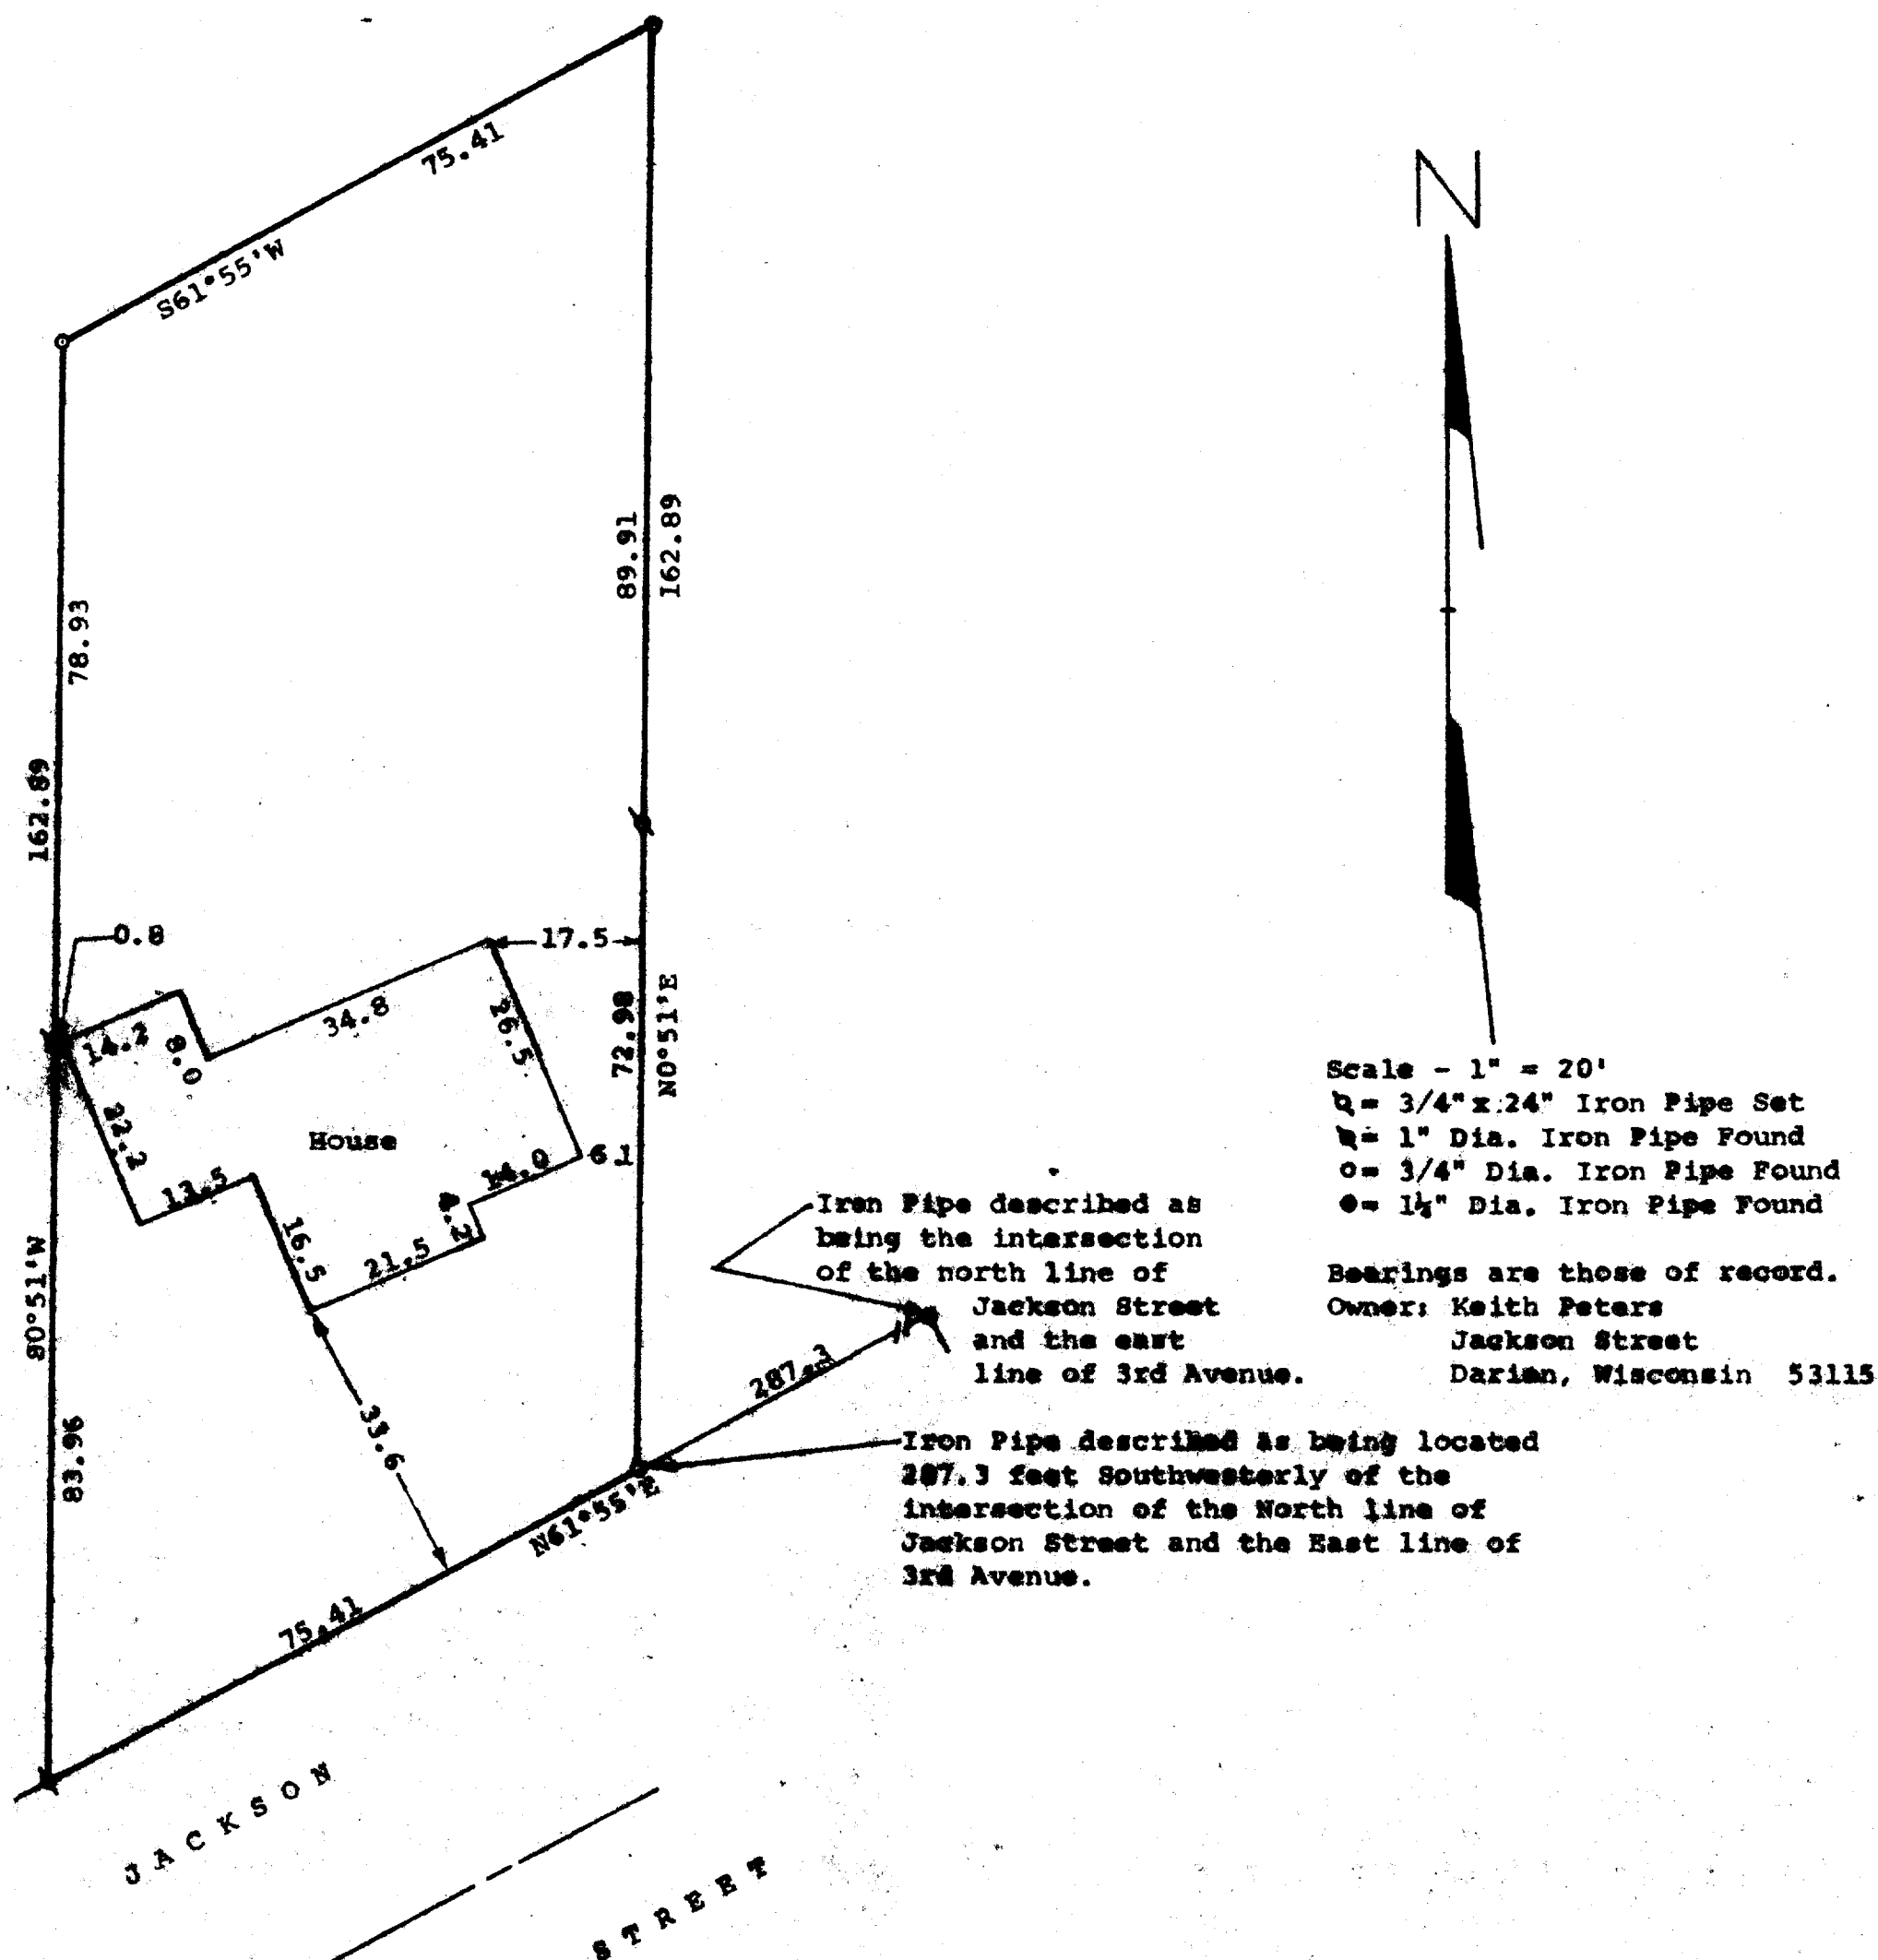 75.41
S61°55'W
N
89.91
162.89
78.93
162.89
0.8
17.5
34.8
26.5
14.2
8.0
72.98
N0°51'E
22.2
House
13.5
14.0
6.1
4.2
16.5
21.5
S0°51'W
83.96
33.6
287.3
N61°55'E
75.41
Scale - 1" = 20'
= 3/4" x 24" Iron Pipe Set
= 1" Dia. Iron Pipe Found
= 3/4" Dia. Iron Pipe Found
= 1½" Dia. Iron Pipe Found
Iron Pipe described as
being the intersection
of the north line of
Jackson Street
and the east
line of 3rd Avenue.
Bearings are those of record.
Owner: Keith Peters
Jackson Street
Darien, Wisconsin 53115
Iron Pipe described as being located
287.3 feet Southwesterly of the
intersection of the North line of
Jackson Street and the East line of
3rd Avenue.
JACKSON
STREET